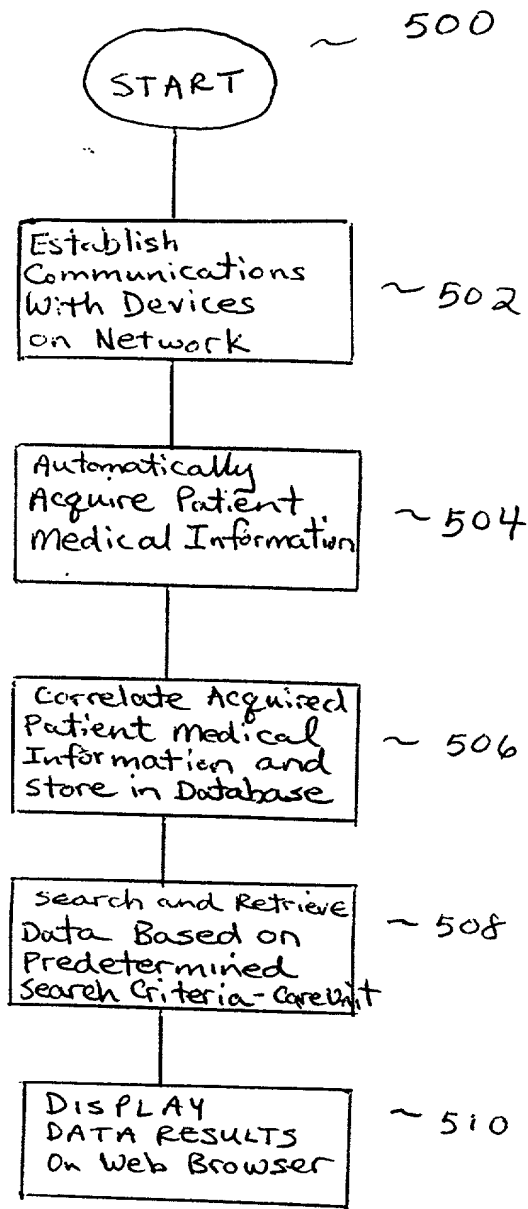 500
START
Establish
Communications
With Devices
on Network
~ 502
Automatically
Acquire Patient
Medical Information
~ 504
Correlate Acquired
Patient Medical
Information and
Store in Database
~ 506
Search and Retrieve
Data Based on
Predetermined
Search Criteria - Care Unit
~ 508
DISPLAY
DATA RESULTS
On Web Browser
~ 510